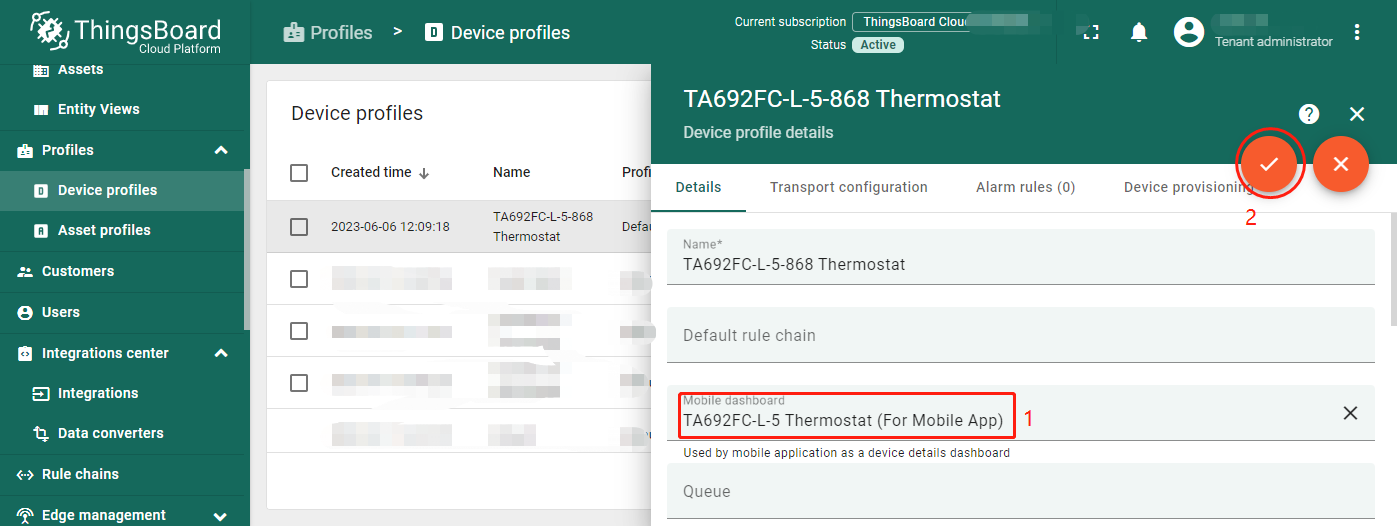 ThingsBoard
Cloud Platform
Profiles > Device profiles
Current subscription ThingsBoard Clou
Status Active
Tenant administrator
Assets
Entity Views
Profiles
Device profiles
Asset profiles
Customers
Users
Integrations center
Integrations
Data converters
Rule chains
Edge management
Device profiles
Created time Name Profi
2023-06-06 12:09:18 TA692FC-L-5-868 Defau
Thermostat
TA692FC-L-5-868 Thermostat
Device profile details
Details Transport configuration Alarm rules (0) Device provisioning
2
Name*
TA692FC-L-5-868 Thermostat
Default rule chain
Mobile dashboard
TA692FC-L-5 Thermostat (For Mobile App) 1
Used by mobile application as a device details dashboard
Queue